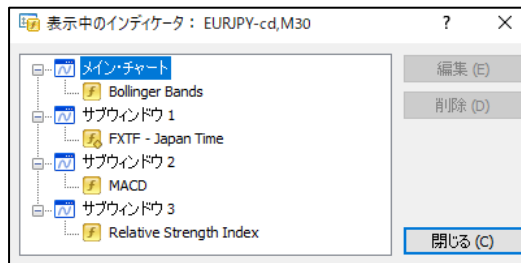 表示中のインディケータ： EURJPY-cd,M30
メイン・チャート
Bollinger Bands
サブウィンドウ 1
FXTF - Japan Time
サブウィンドウ 2
MACD
サブウィンドウ 3
Relative Strength Index
編集 (E)
削除 (D)
閉じる (C)